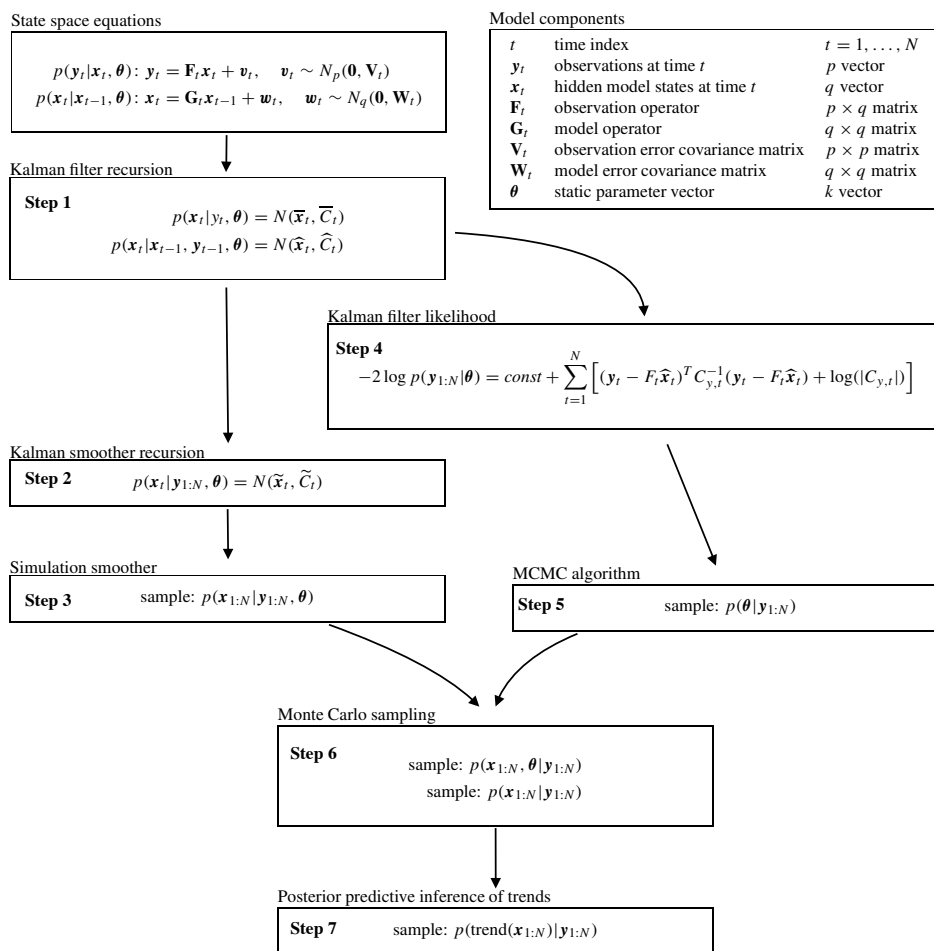 State space equations
p(y_t|x_t, θ): y_t = F_t x_t + v_t, v_t ∼ N_p(0, V_t)
p(x_t|x_{t−1}, θ): x_t = G_t x_{t−1} + w_t, w_t ∼ N_q(0, W_t)
Model components
t time index t = 1, . . . , N
y_t observations at time t p vector
x_t hidden model states at time t q vector
F_t observation operator p × q matrix
G_t model operator q × q matrix
V_t observation error covariance matrix p × p matrix
W_t model error covariance matrix q × q matrix
θ static parameter vector k vector
Kalman filter recursion
Step 1
p(x_t|y_t, θ) = N(x̅_t, C̅_t)
p(x_t|x_{t−1}, y_{t−1}, θ) = N(x̂_t, Ĉ_t)
Kalman filter likelihood
Step 4
−2 log p(y_{1:N}|θ) = const + ∑_{t=1}^{N} [(y_t − F_t x̂_t)^T C_{y,t}^{−1}(y_t − F_t x̂_t) + log(|C_{y,t}|)]
Kalman smoother recursion
Step 2 p(x_t|y_{1:N}, θ) = N(x̃_t, C̃_t)
Simulation smoother
Step 3 sample: p(x_{1:N}|y_{1:N}, θ)
MCMC algorithm
Step 5 sample: p(θ|y_{1:N})
Monte Carlo sampling
Step 6
sample: p(x_{1:N}, θ|y_{1:N})
sample: p(x_{1:N}|y_{1:N})
Posterior predictive inference of trends
Step 7 sample: p(trend(x_{1:N})|y_{1:N})